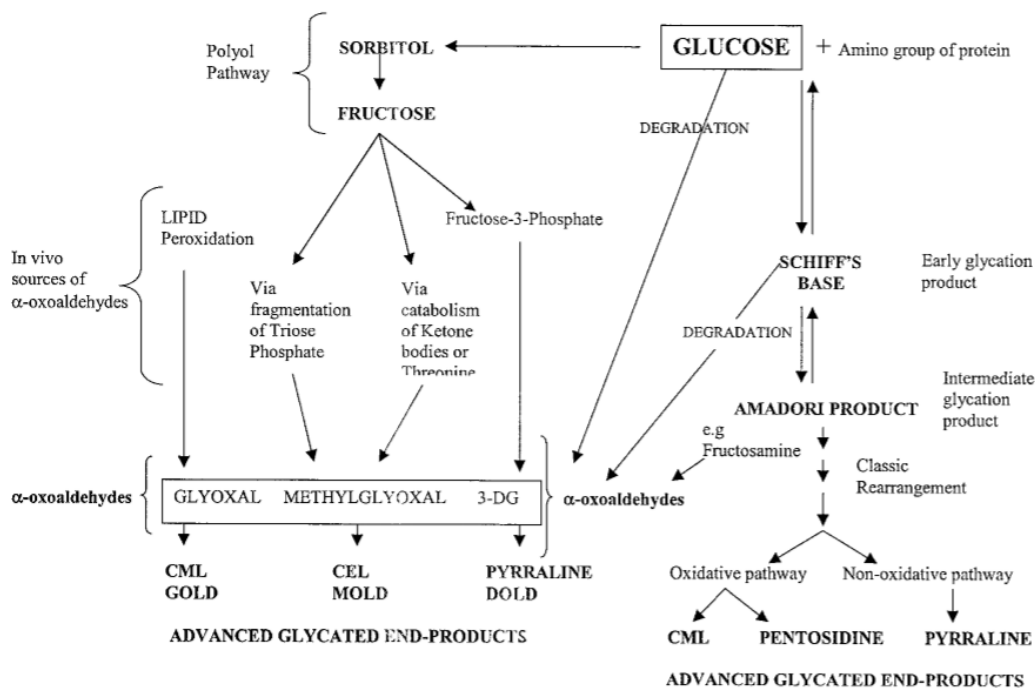 Polyol
Pathway
SORBITOL
FRUCTOSE
GLUCOSE
+ Amino group of protein
DEGRADATION
In vivo
sources of
α-oxoaldehydes
LIPID
Peroxidation
Via
fragmentation
of Triose
Phosphate
Via
catabolism
of Ketone
bodies or
Threonine
Fructose-3-Phosphate
SCHIFF'S
BASE
Early glycation
product
DEGRADATION
AMADORI PRODUCT
Intermediate
glycation
product
e.g
Fructosamine
Classic
Rearrangement
α-oxoaldehydes
GLYOXAL METHYLGLYOXAL 3-DG
α-oxoaldehydes
CML
GOLD
CEL
MOLD
PYRRALINE
DOLD
ADVANCED GLYCATED END-PRODUCTS
Oxidative pathway
Non-oxidative pathway
CML
PENTOSIDINE
PYRRALINE
ADVANCED GLYCATED END-PRODUCTS